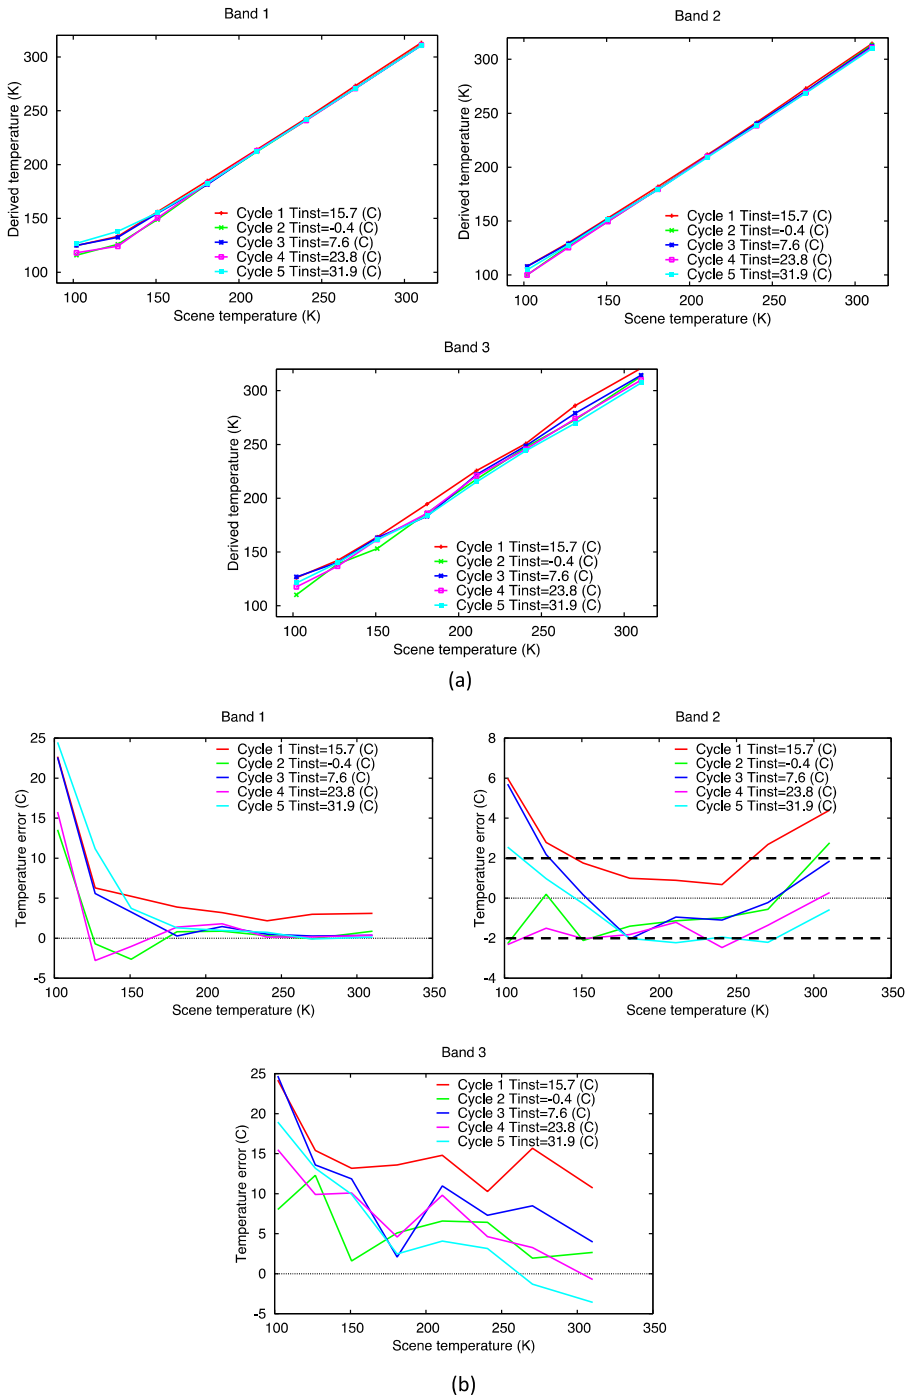 Band 1
Derived temperature (K)
300
250
200
150
100
Cycle 1 Tinst=15.7 (C)
Cycle 2 Tinst=-0.4 (C)
Cycle 3 Tinst=7.6 (C)
Cycle 4 Tinst=23.8 (C)
Cycle 5 Tinst=31.9 (C)
100 150 200 250 300
Scene temperature (K)
Band 2
Derived temperature (K)
300
250
200
150
100
Cycle 1 Tinst=15.7 (C)
Cycle 2 Tinst=-0.4 (C)
Cycle 3 Tinst=7.6 (C)
Cycle 4 Tinst=23.8 (C)
Cycle 5 Tinst=31.9 (C)
100 150 200 250 300
Scene temperature (K)
Band 3
Derived temperature (K)
300
250
200
150
100
Cycle 1 Tinst=15.7 (C)
Cycle 2 Tinst=-0.4 (C)
Cycle 3 Tinst=7.6 (C)
Cycle 4 Tinst=23.8 (C)
Cycle 5 Tinst=31.9 (C)
100 150 200 250 300
Scene temperature (K)
(a)
Band 1
Temperature error (C)
25
20
15
10
5
0
-5
Cycle 1 Tinst=15.7 (C)
Cycle 2 Tinst=-0.4 (C)
Cycle 3 Tinst=7.6 (C)
Cycle 4 Tinst=23.8 (C)
Cycle 5 Tinst=31.9 (C)
100 150 200 250 300 350
Scene temperature (K)
Band 2
Temperature error (C)
8
6
4
2
0
-2
-4
Cycle 1 Tinst=15.7 (C)
Cycle 2 Tinst=-0.4 (C)
Cycle 3 Tinst=7.6 (C)
Cycle 4 Tinst=23.8 (C)
Cycle 5 Tinst=31.9 (C)
100 150 200 250 300 350
Scene temperature (K)
Band 3
Temperature error (C)
25
20
15
10
5
0
-5
Cycle 1 Tinst=15.7 (C)
Cycle 2 Tinst=-0.4 (C)
Cycle 3 Tinst=7.6 (C)
Cycle 4 Tinst=23.8 (C)
Cycle 5 Tinst=31.9 (C)
100 150 200 250 300 350
Scene temperature (K)
(b)